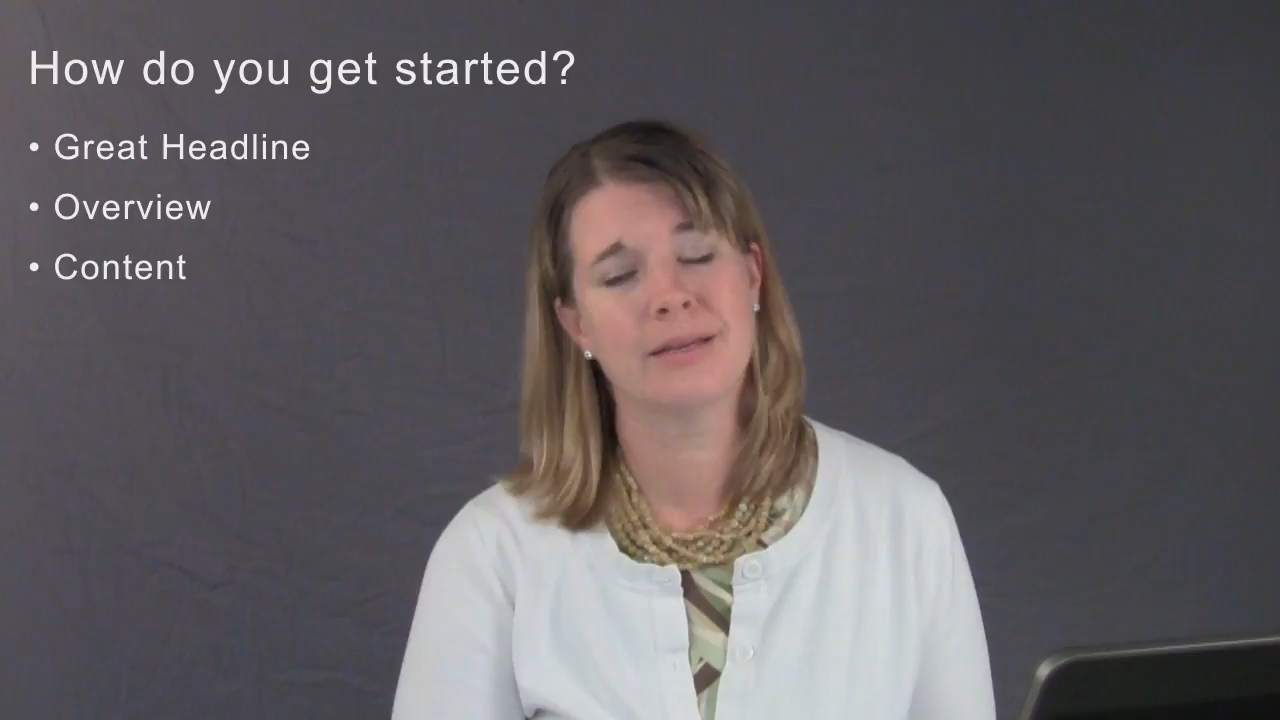 How do you get started?
• Great Headline
• Overview
• Content